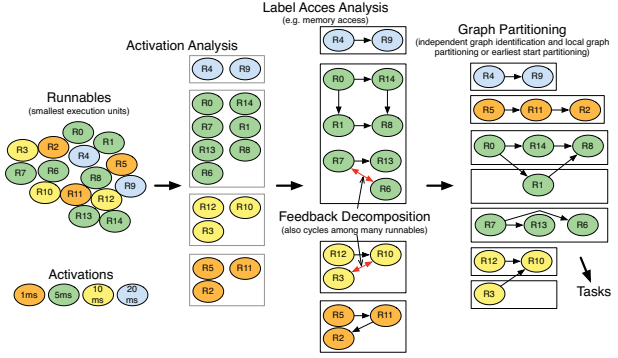 Label Acces Analysis
(e.g. memory access)
Graph Partitioning
(independent graph identification and local graph
partitioning or earliest start partitioning)
Activation Analysis
Runnables
(smallest execution units)
R0
R1
R3
R2
R4
R5
R7
R6
R8
R9
R10
R11
R12
R13
R14
Activations
1ms
5ms
10
ms
20
ms
R4 R9
R0 R14
R7 R1
R13 R8
R6
R12 R10
R3
R5 R11
R2
R4 R9
R0 R14
R1 R8
R7 R13
R6
Feedback Decomposition
(also cycles among many runnables)
R12 R10
R3
R5 R11
R2
R4 R9
R5 R11 R2
R0 R14 R8
R1
R7 R13 R6
R12 R10
R3
Tasks